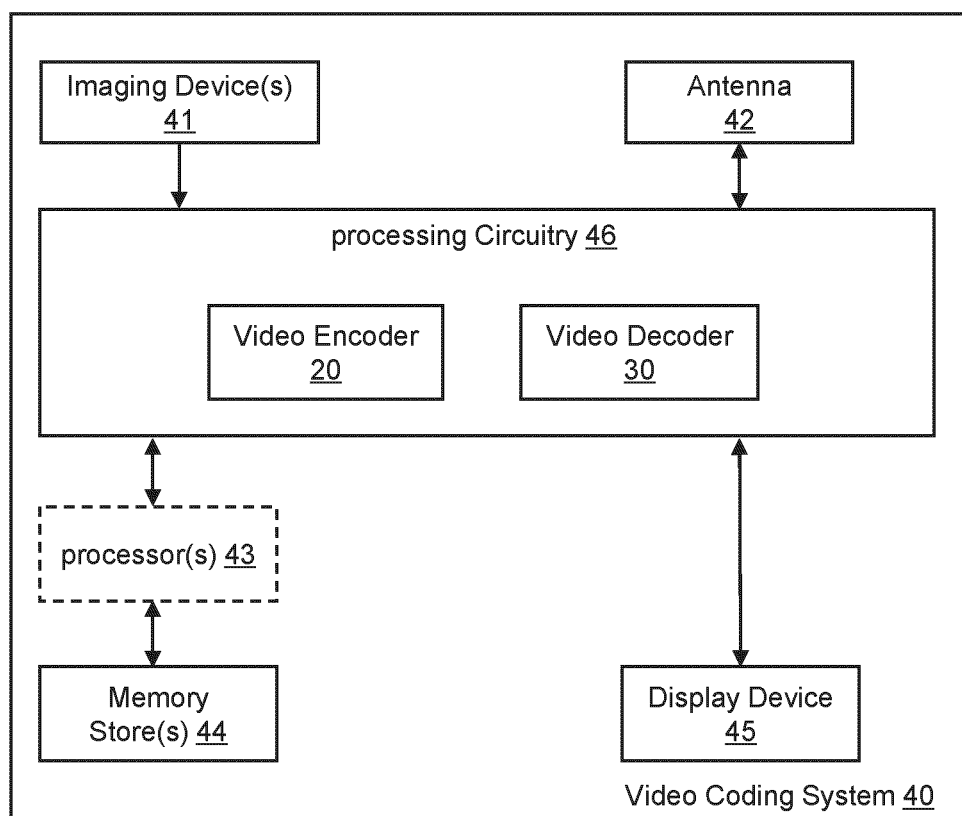 Imaging Device(s)
41
Antenna
42
processing Circuitry 46
Video Encoder
20
Video Decoder
30
processor(s) 43
Memory
Store(s) 44
Display Device
45
Video Coding System 40